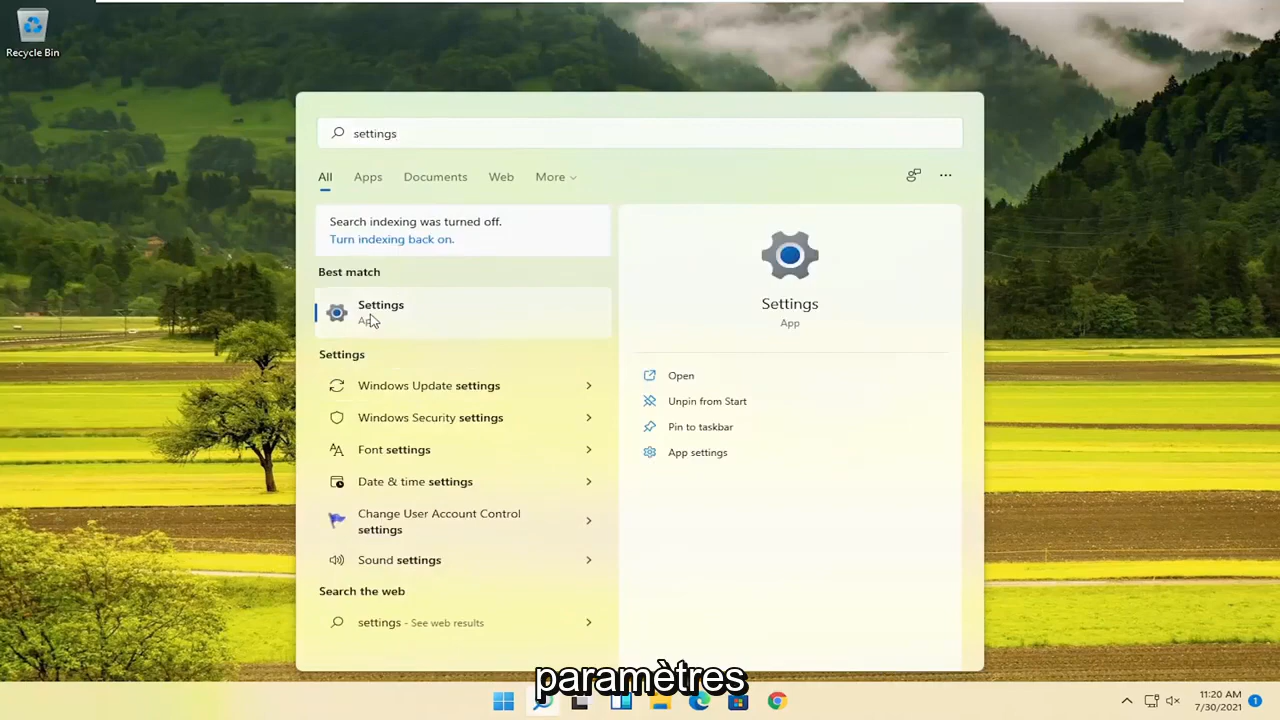 Recycle Bin
settings
All Apps Documents Web More
Search indexing was turned off.
Turn indexing back on.
Best match
Settings
App
Settings
Windows Update settings
Windows Security settings
Font settings
Date & time settings
Change User Account Control
settings
Sound settings
Search the web
settings - See web results
Settings
App
Open
Unpin from Start
Pin to taskbar
App settings
paramètres
11:20 AM
7/30/2021
1